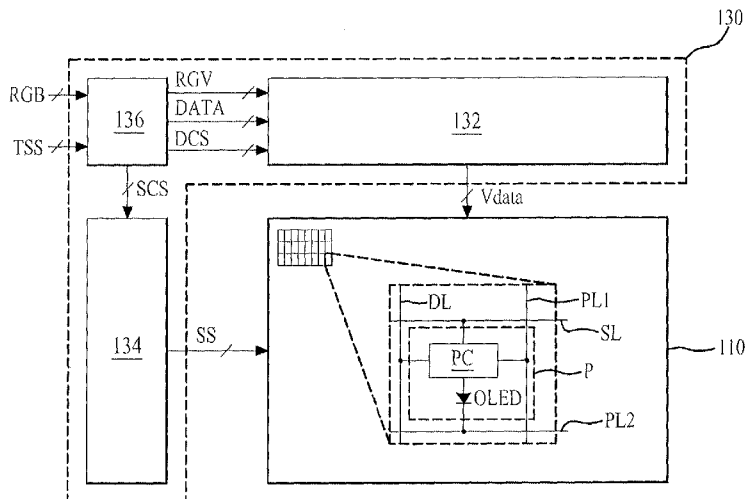 130
RGB
TSS
136
RGV
DATA
DCS
132
SCS
Vdata
134
SS
DL
PL1
SL
PC
P
OLED
PL2
110